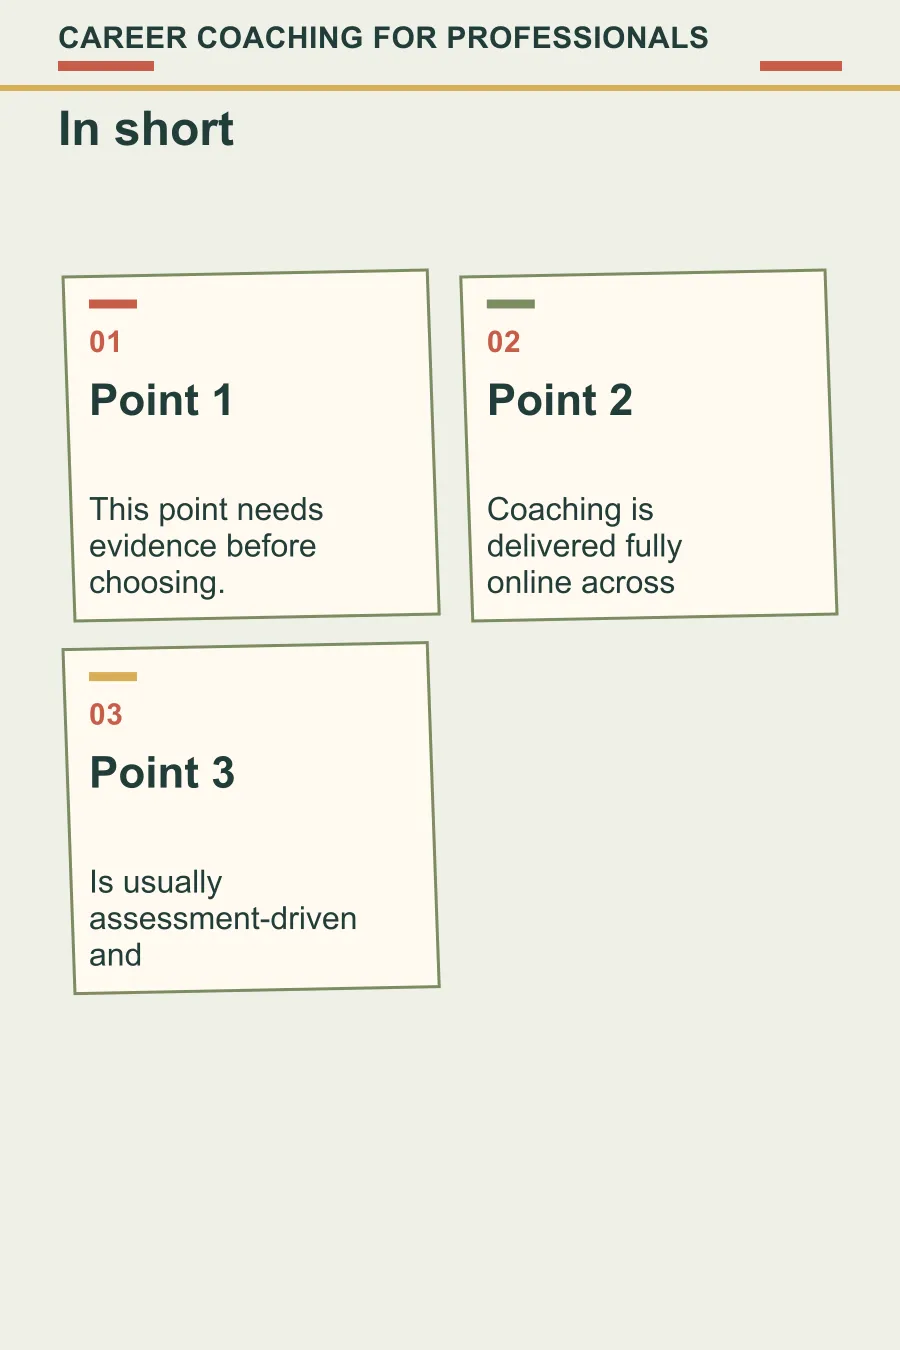 CAREER COACHING FOR PROFESSIONALS
In short
01
Point 1
This point needs
evidence before
choosing.
02
Point 2
Coaching is
delivered fully
online across
03
Point 3
Is usually
assessment-driven
and